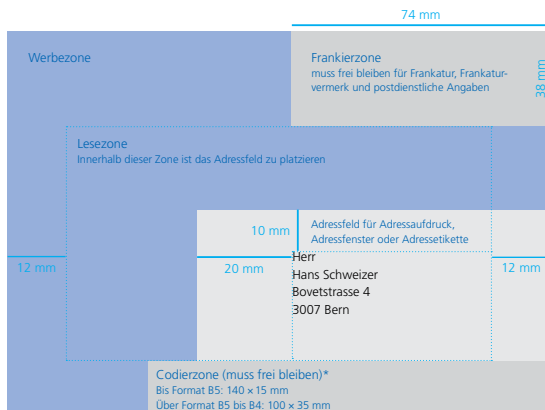 74 mm
Werbezone
Frankierzone
muss frei bleiben für Frankatur, Frankatur-
vermerk und postdienstliche Angaben
38 mm
Lesezone
Innerhalb dieser Zone ist das Adressfeld zu platzieren
10 mm
Adressfeld für Adressaufdruck,
Adressfenster oder Adressetikette
12 mm
20 mm
12 mm
Herr
Hans Schweizer
Bovetstrasse 4
3007 Bern
Codierzone (muss frei bleiben)*
Bis Format B5: 140 × 15 mm
Über Format B5 bis B4: 100 × 35 mm